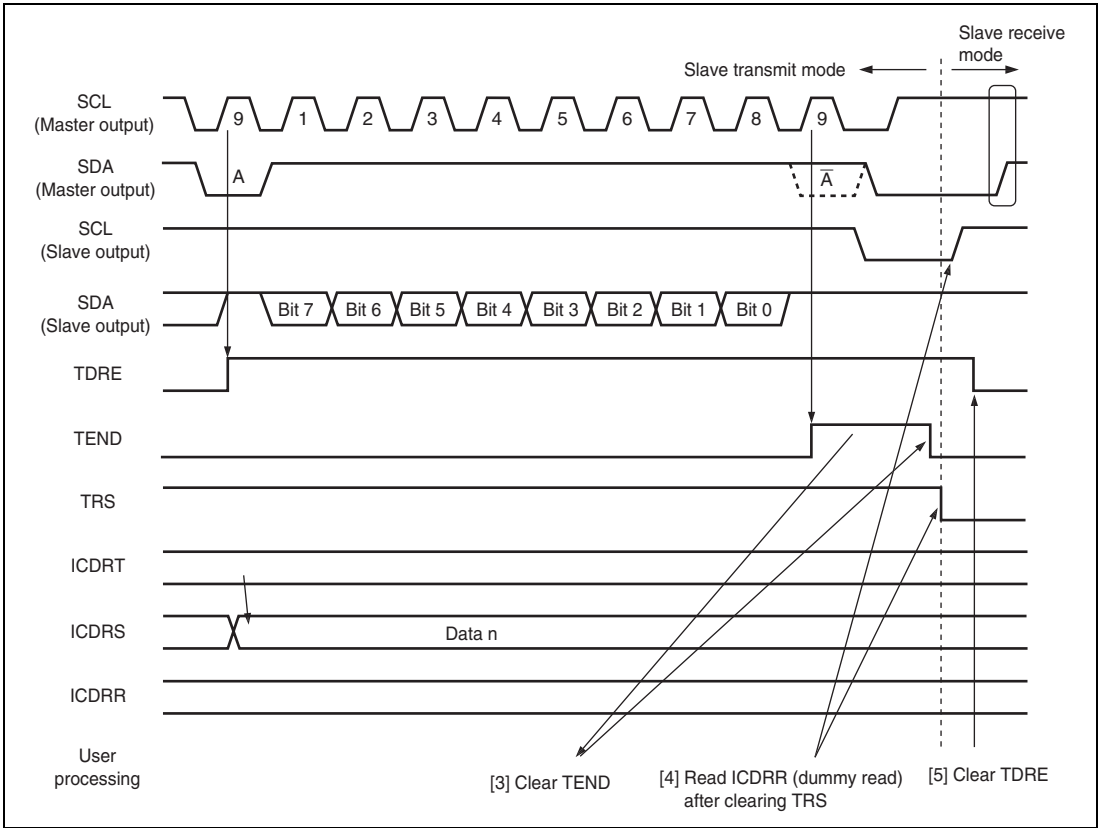 Slave receive
mode
Slave transmit mode
SCL
(Master output)
9 1 2 3 4 5 6 7 8 9
SDA
(Master output)
A A̅
SCL
(Slave output)
SDA
(Slave output)
Bit 7 Bit 6 Bit 5 Bit 4 Bit 3 Bit 2 Bit 1 Bit 0
TDRE
TEND
TRS
ICDRT
ICDRS
Data n
ICDRR
User
processing
[3] Clear TEND
[4] Read ICDRR (dummy read)
after clearing TRS
[5] Clear TDRE